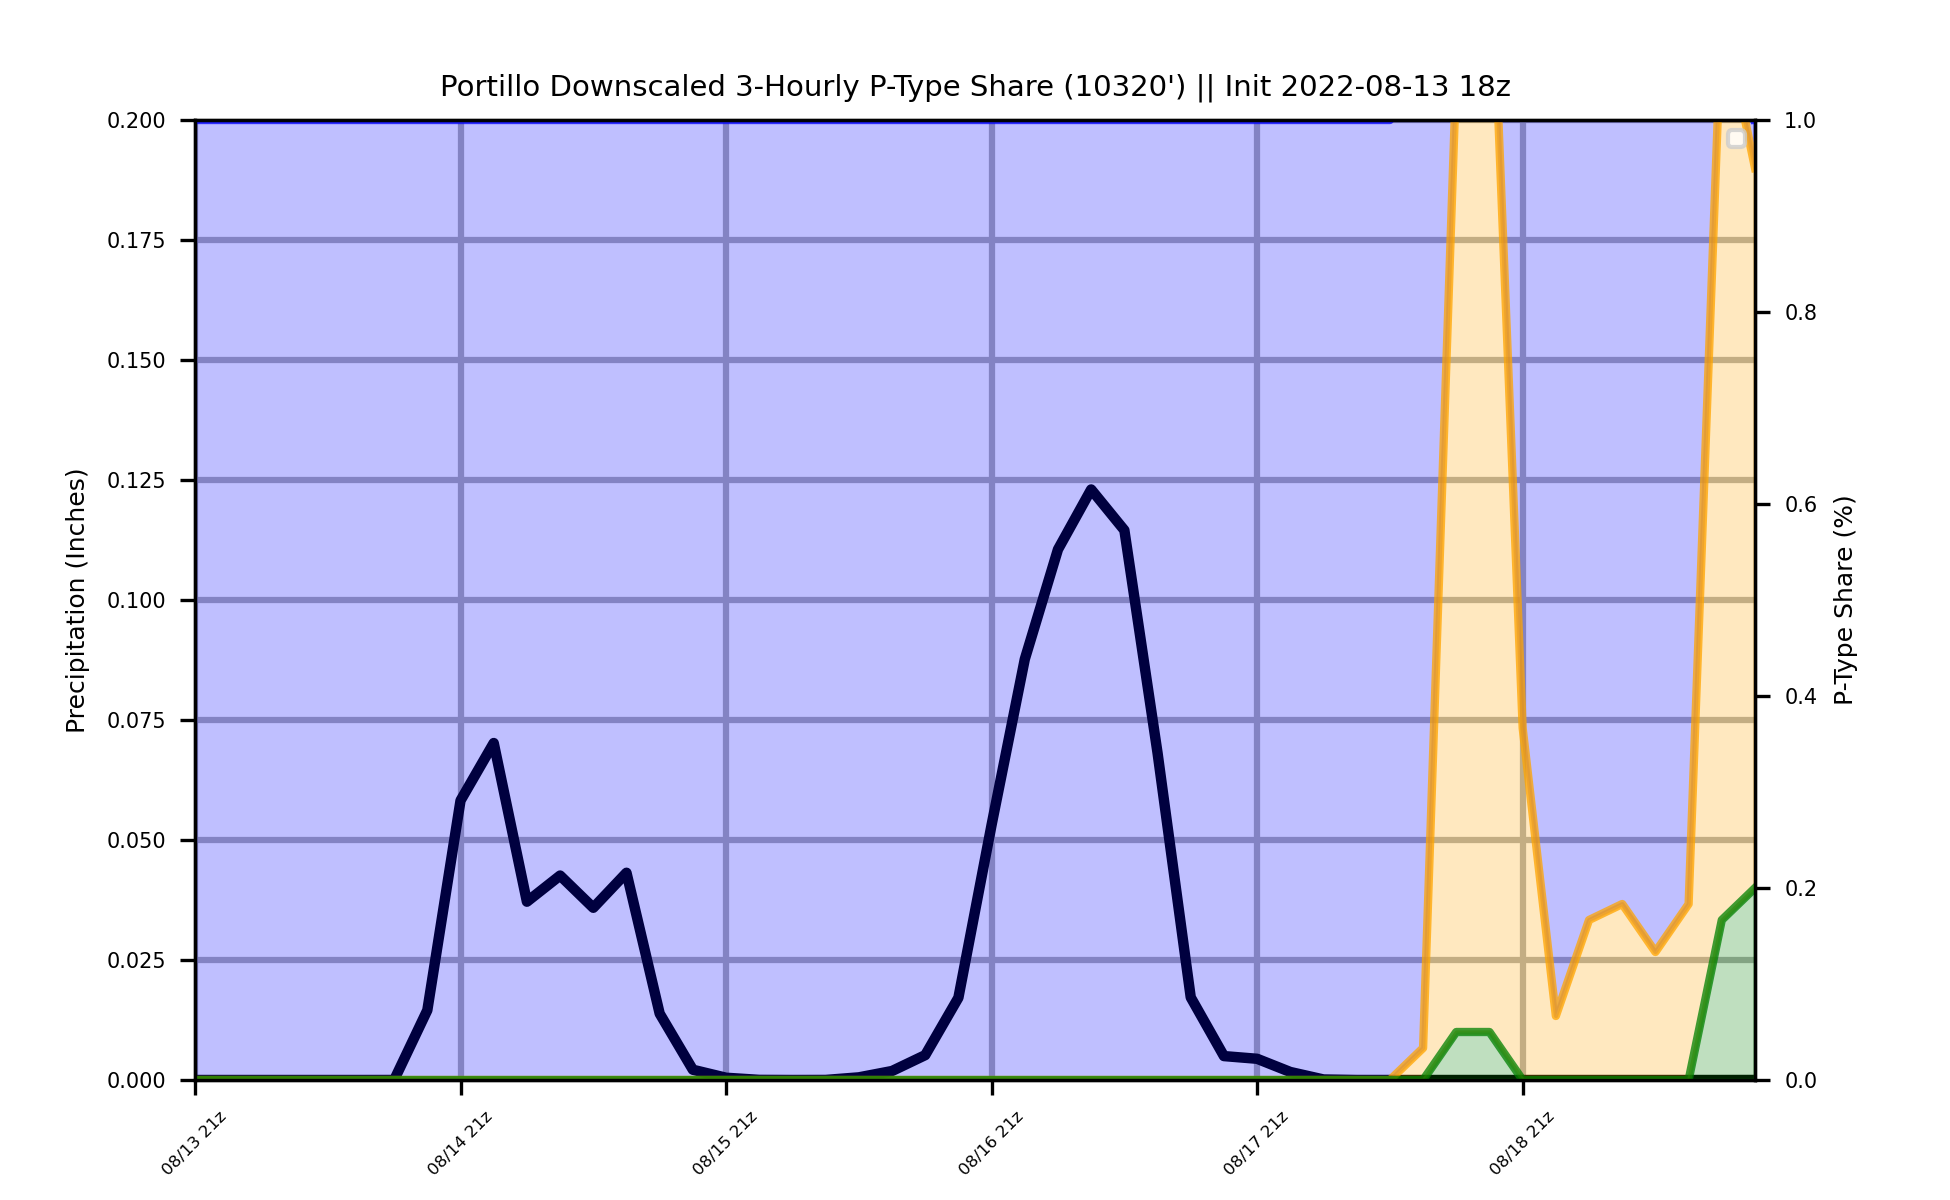 Portillo Downscaled 3-Hourly P-Type Share (10320') || Init 2022-08-13 18z
0.200
0.175
0.150
0.125
0.100
0.075
0.050
0.025
0.000
Precipitation (Inches)
1.0
0.8
0.6
0.4
0.2
0.0
P-Type Share (%)
08/13 21z
08/14 21z
08/15 21z
08/16 21z
08/17 21z
08/18 21z